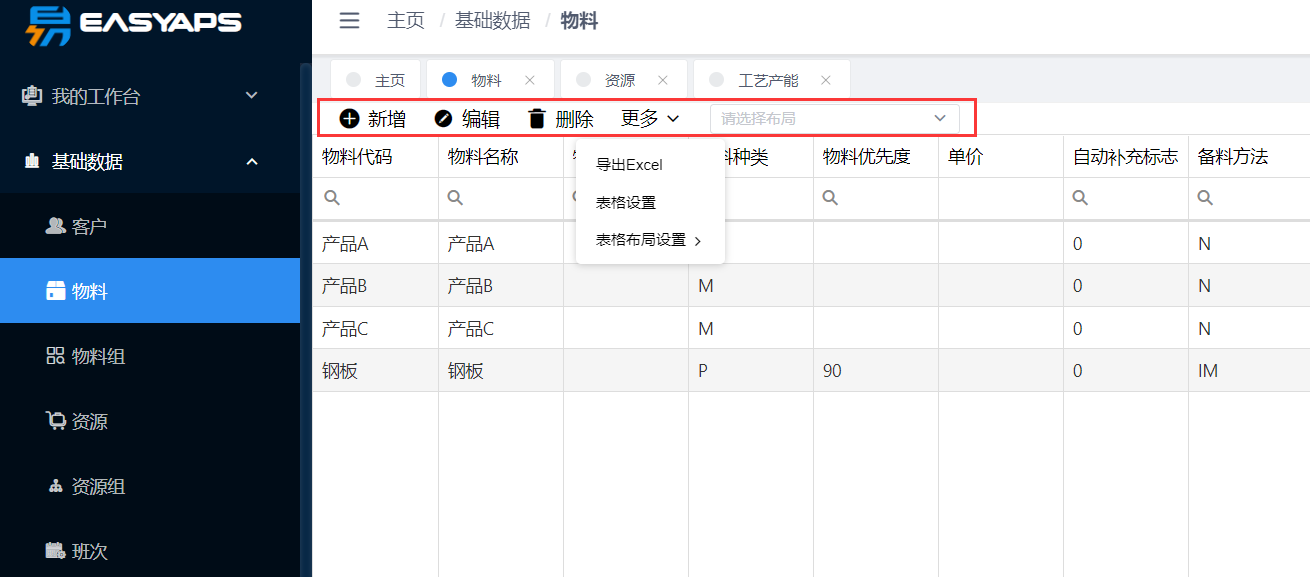 EASYAPS
主页 / 基础数据 / 物料
我的工作台
基础数据
客户
物料
物料组
资源
资源组
班次
主页 物料 资源 工艺产能
新增 编辑 删除 更多 请选择布局
导出Excel
表格设置
表格布局设置
物料代码 物料名称 料种类 物料优先度 单价 自动补充标志 备料方法
产品A 产品A 0 N
产品B 产品B M 0 N
产品C 产品C M 0 N
钢板 钢板 P 90 0 IM